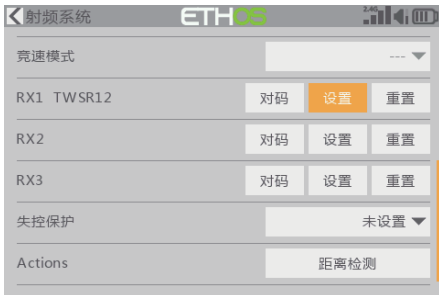 射频系统 ETHOS 2.4G
竞速模式 ---
RX1 TWSR12 对码 设置 重置
RX2 对码 设置 重置
RX3 对码 设置 重置
失控保护 未设置
Actions 距离检测